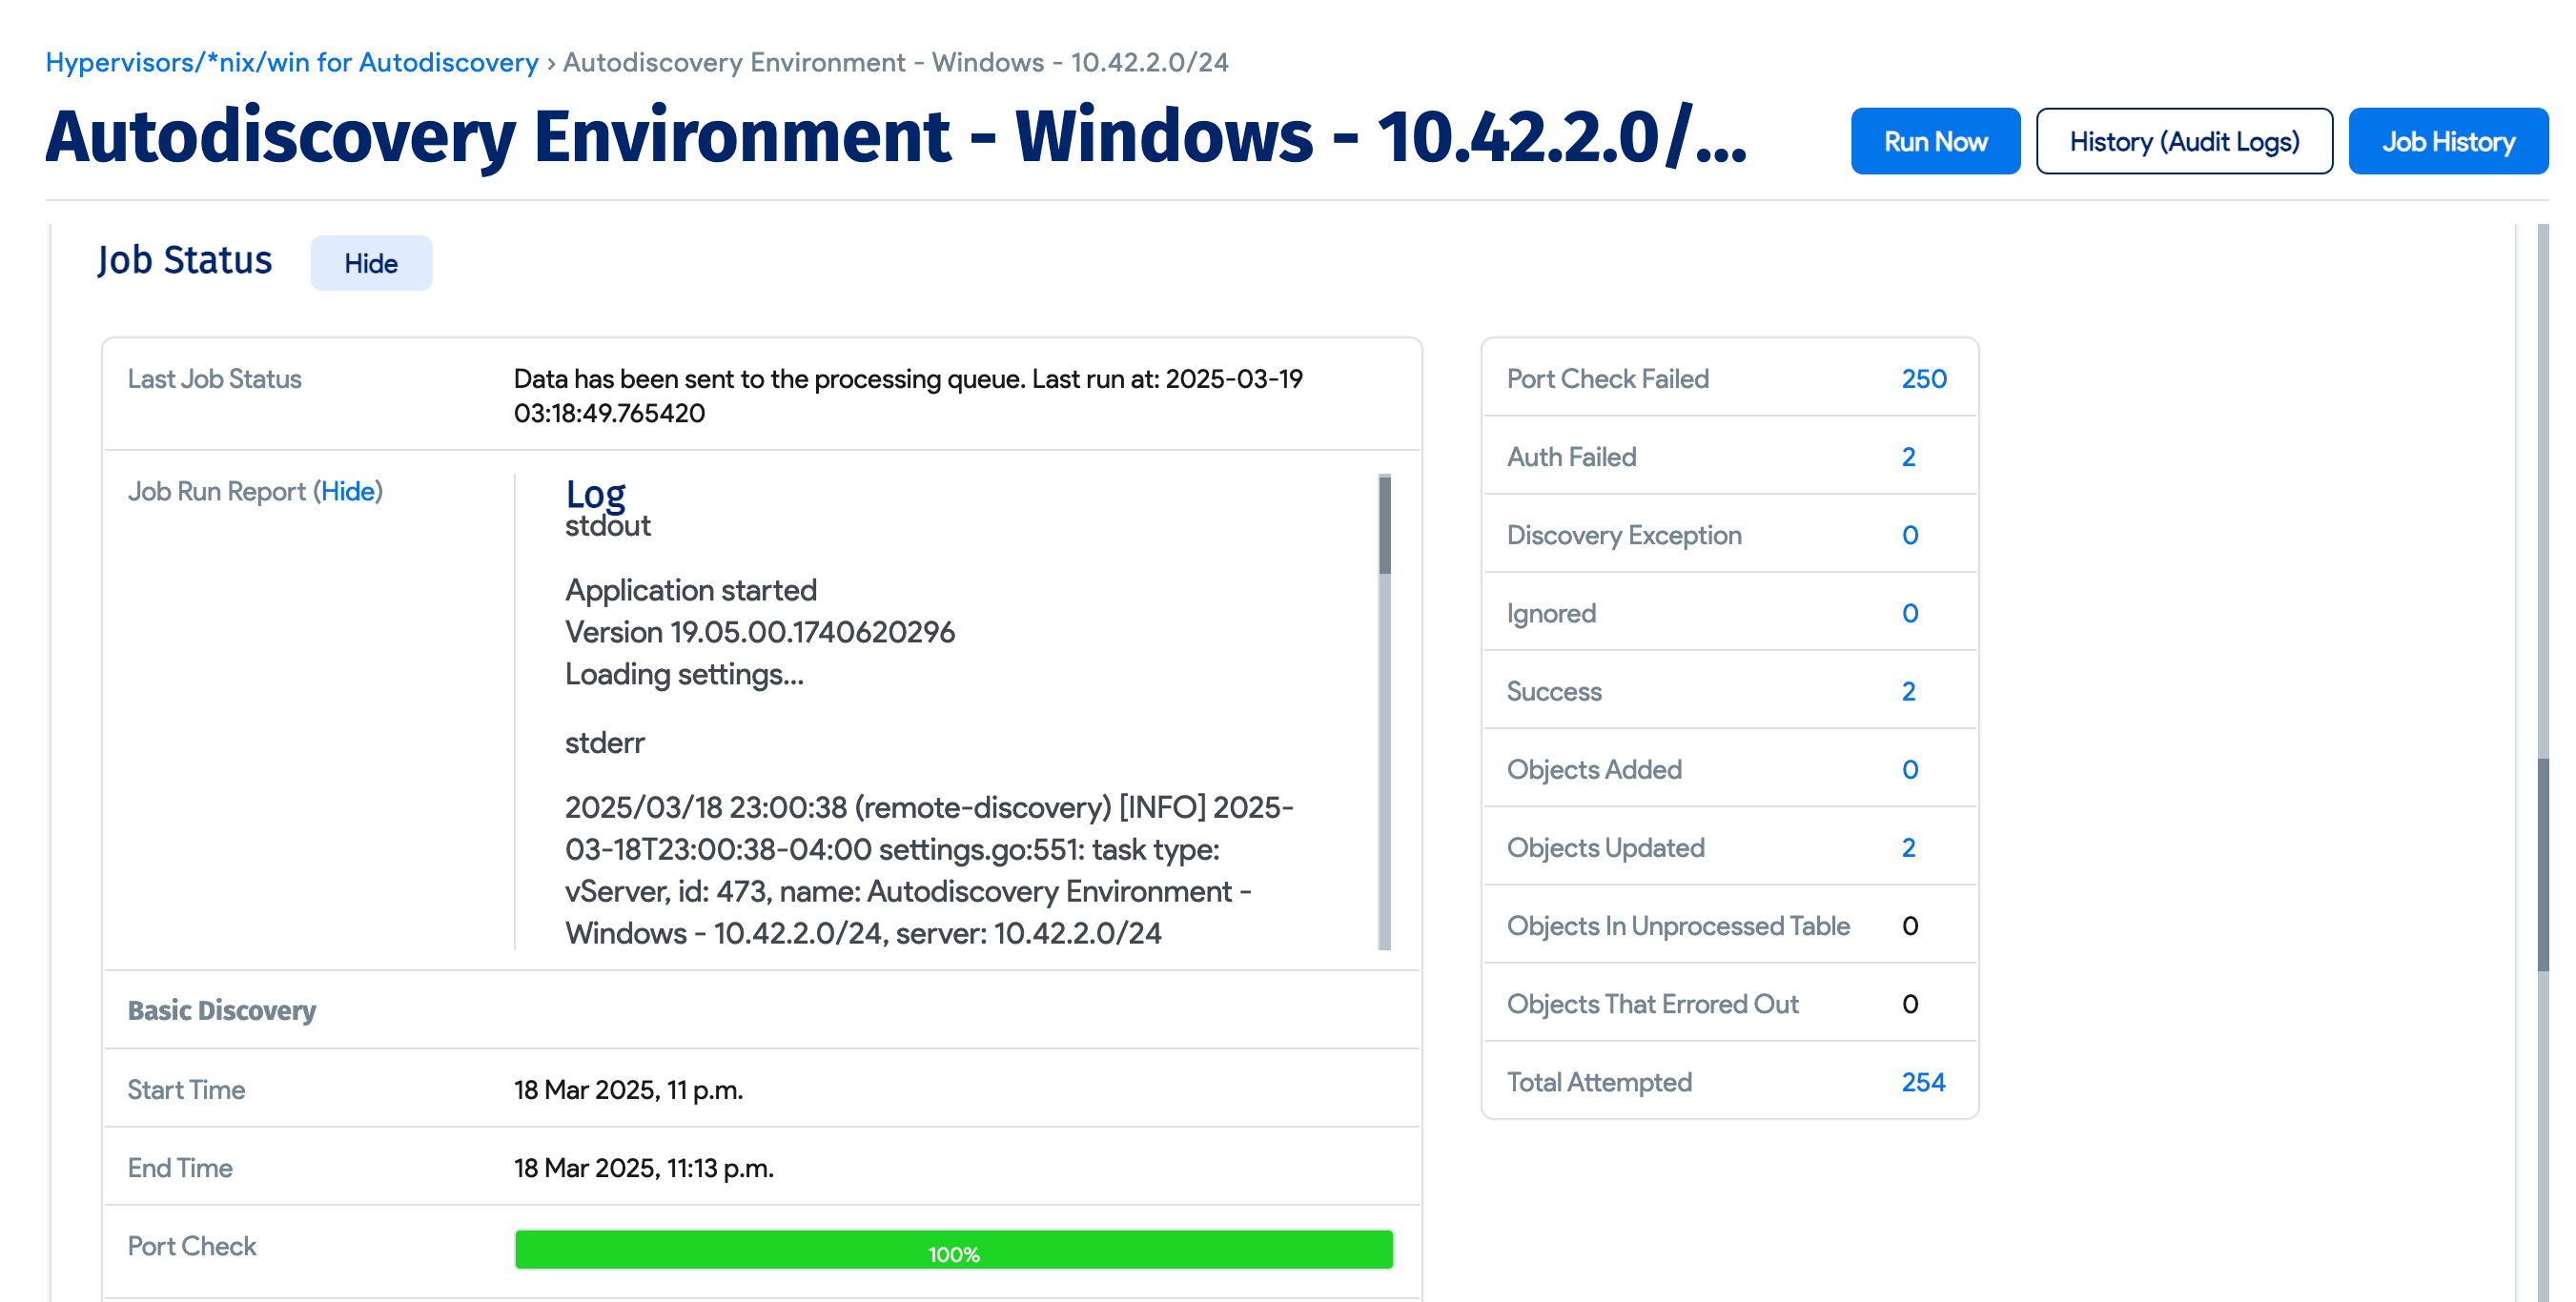 Hypervisors/*nix/win for Autodiscovery › Autodiscovery Environment - Windows - 10.42.2.0/24
Autodiscovery Environment - Windows - 10.42.2.0/...
Run Now
History (Audit Logs)
Job History
Job Status
Hide
Last Job Status
Data has been sent to the processing queue. Last run at: 2025-03-19
03:18:49.765420
Job Run Report (Hide)
Log
stdout
Application started
Version 19.05.00.1740620296
Loading settings...
stderr
2025/03/18 23:00:38 (remote-discovery) [INFO] 2025-
03-18T23:00:38-04:00 settings.go:551: task type:
vServer, id: 473, name: Autodiscovery Environment -
Windows - 10.42.2.0/24, server: 10.42.2.0/24
Basic Discovery
Start Time
18 Mar 2025, 11 p.m.
End Time
18 Mar 2025, 11:13 p.m.
Port Check
100%
Port Check Failed 250
Auth Failed 2
Discovery Exception 0
Ignored 0
Success 2
Objects Added 0
Objects Updated 2
Objects In Unprocessed Table 0
Objects That Errored Out 0
Total Attempted 254